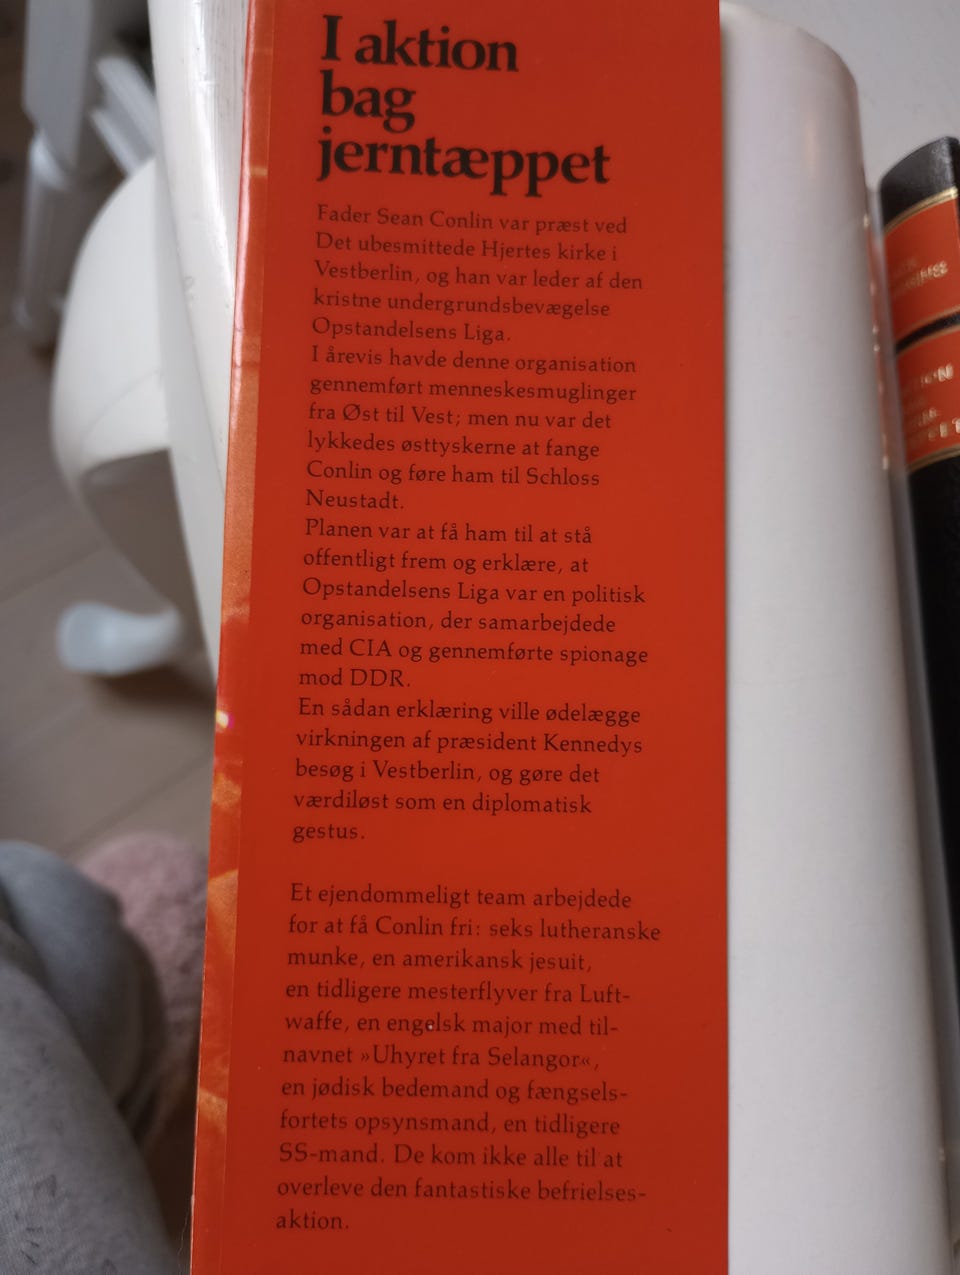 I aktion
bag
jerntæppet
Fader Sean Conlin var præst ved
Det ubesmittede Hjertes kirke i
Vestberlin, og han var leder af den
kristne undergrundsbevægelse
Opstandelsens Liga.
I årevis havde denne organisation
gennemført menneskesmuglinger
fra Øst til Vest; men nu var det
lykkedes østtyskerne at fange
Conlin og føre ham til Schloss
Neustadt.
Planen var at få ham til at stå
offentligt frem og erklære, at
Opstandelsens Liga var en politisk
organisation, der samarbejdede
med CIA og gennemførte spionage
mod DDR.
En sådan erklæring ville ødelægge
virkningen af præsident Kennedys
besøg i Vestberlin, og gøre det
værdiløst som en diplomatisk
gestus.
Et ejendommeligt team arbejdede
for at få Conlin fri: seks lutheranske
munke, en amerikansk jesuit,
en tidligere mesterflyver fra Luft-
waffe, en engelsk major med til-
navnet »Uhyret fra Selangor«,
en jødisk bedemand og fængsels-
fortets opsynsmand, en tidligere
SS-mand. De kom ikke alle til at
overleve den fantastiske befrielses-
aktion.